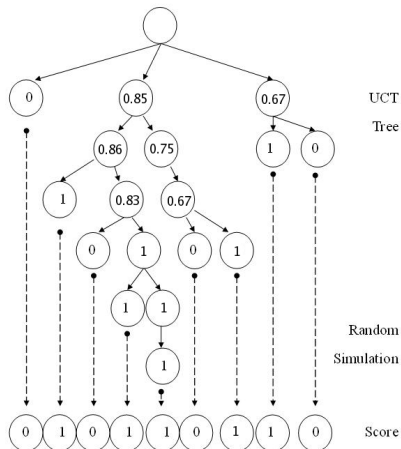 0 0.85 0.67 UCT
Tree
0.86 0.75 1 0
1 0.83 0.67
0 1 0 1
1 1
Random
1 Simulation
0 1 0 1 1 0 1 1 0 Score